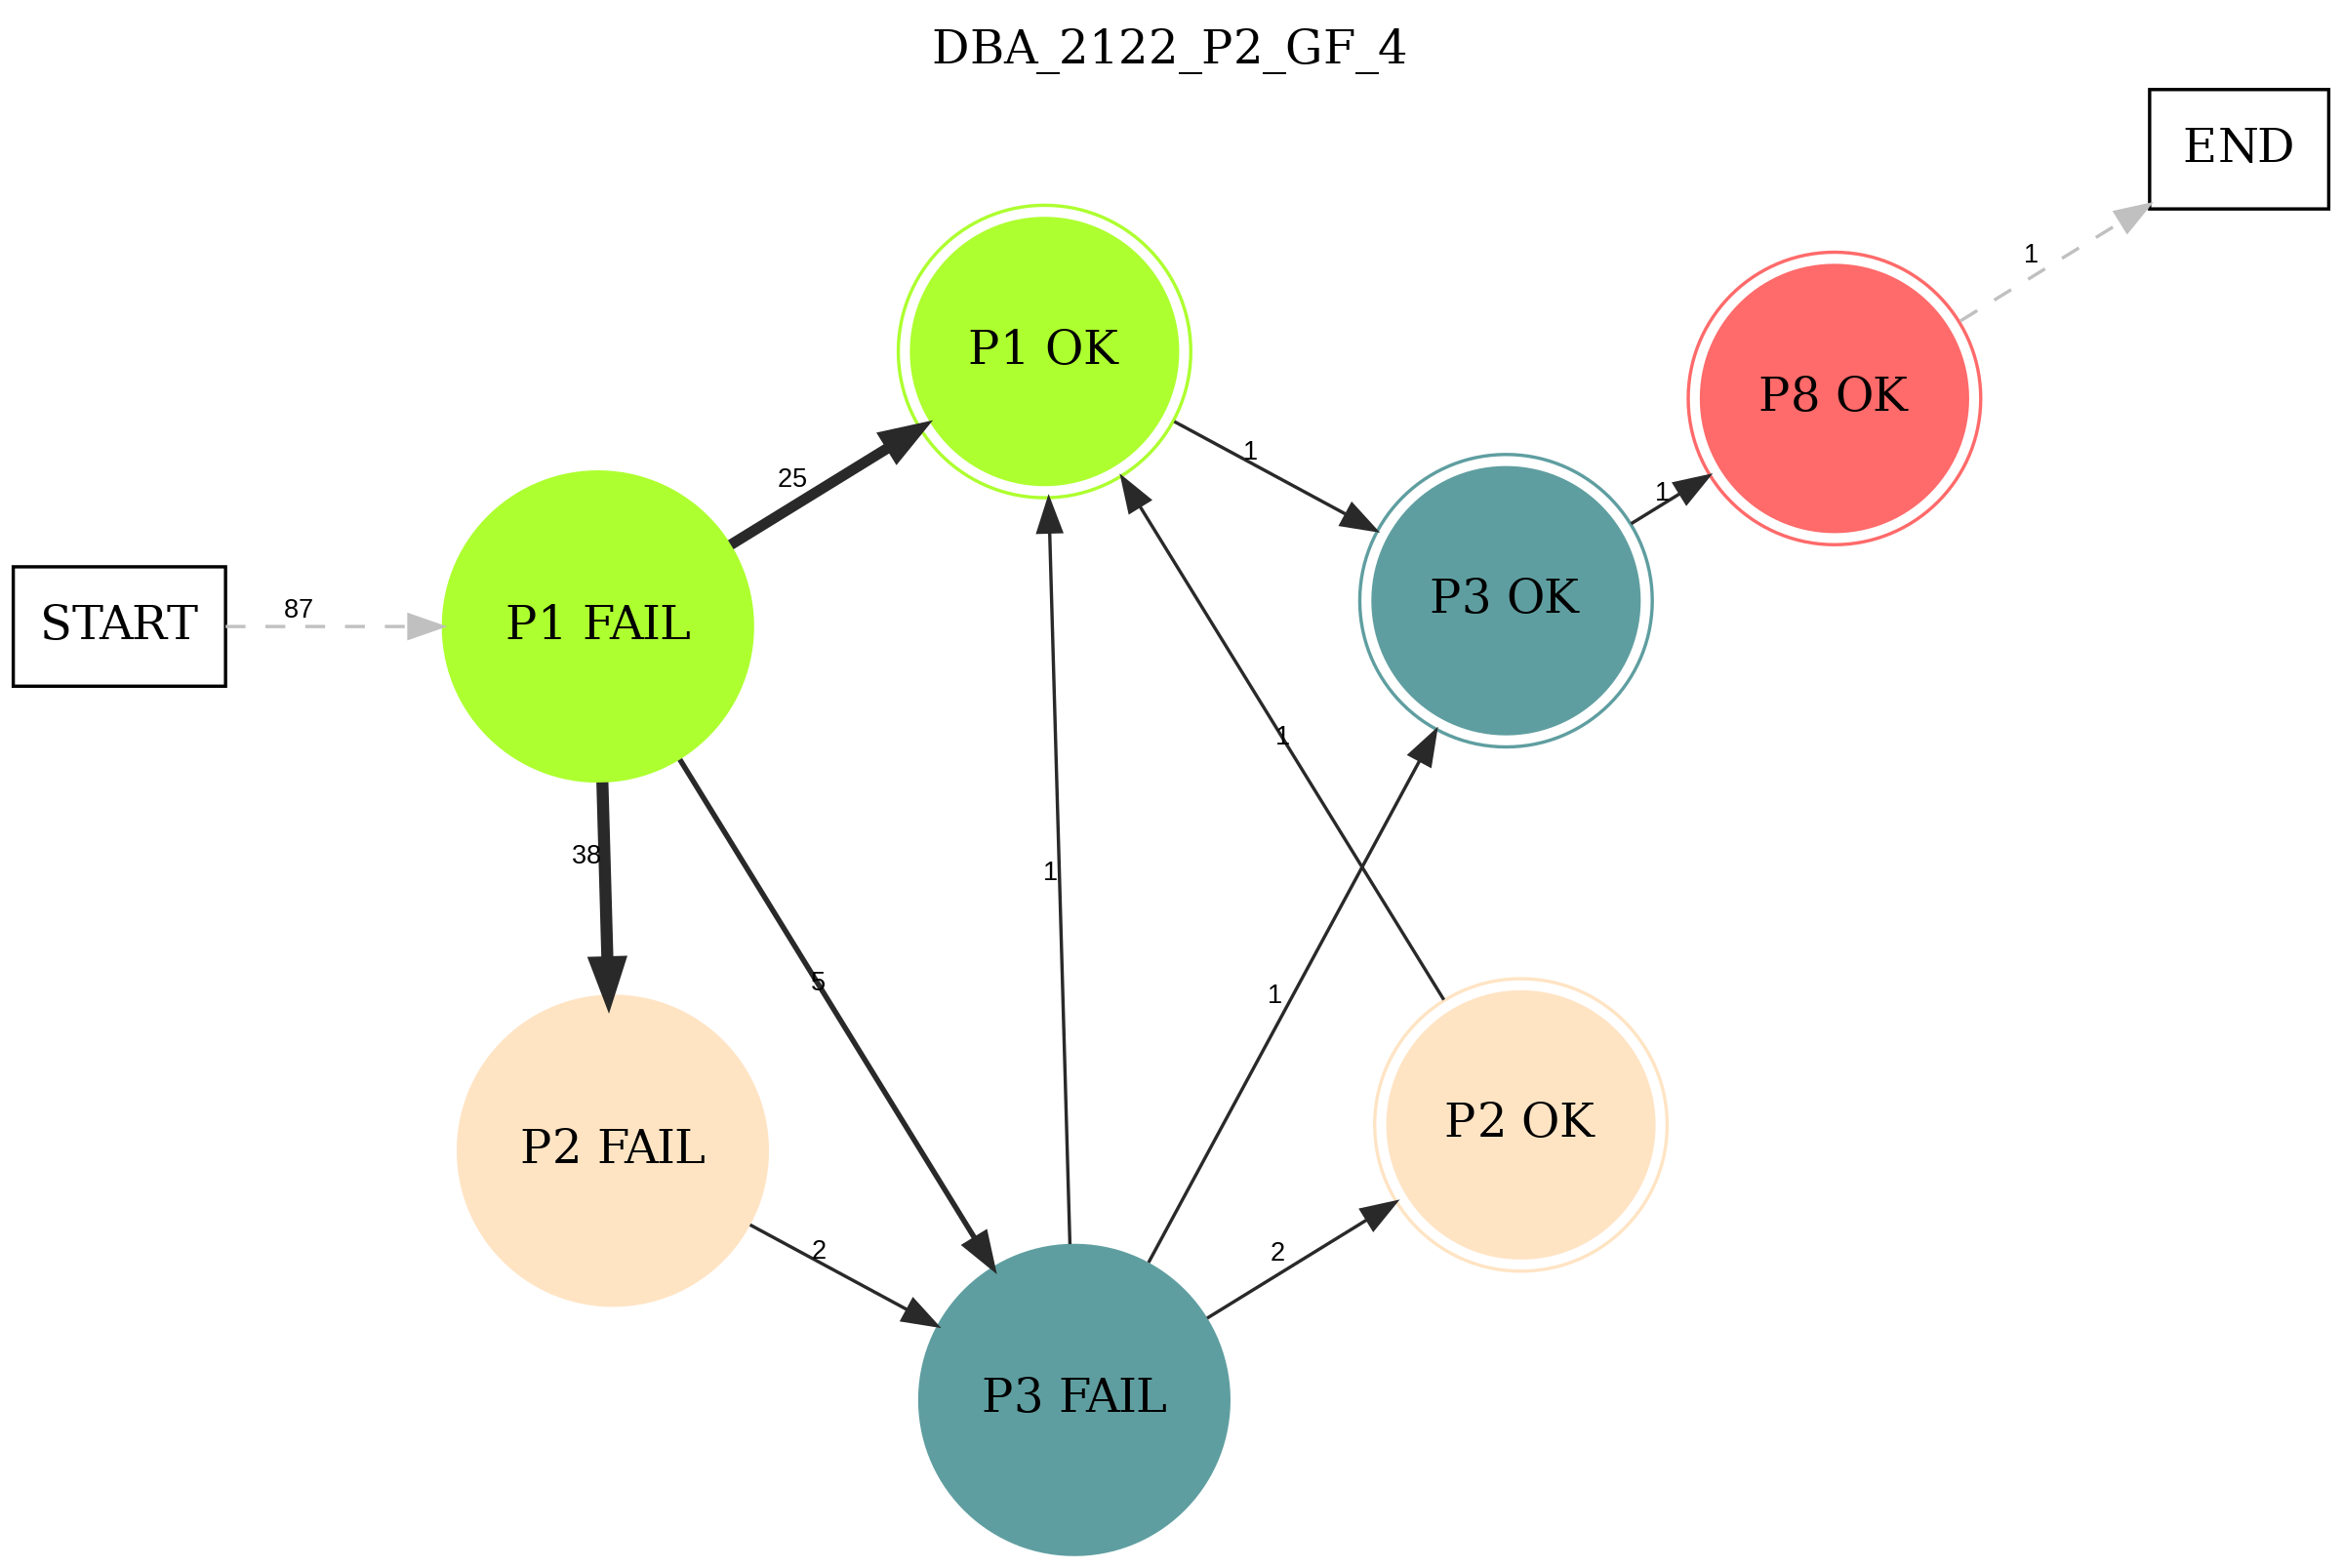 DBA_2122_P2_GF_4
END
1
P1 OK
P8 OK
25
1
1
START
87
P1 FAIL
P3 OK
1
38
1
5
1
P2 FAIL
P2 OK
2
2
P3 FAIL